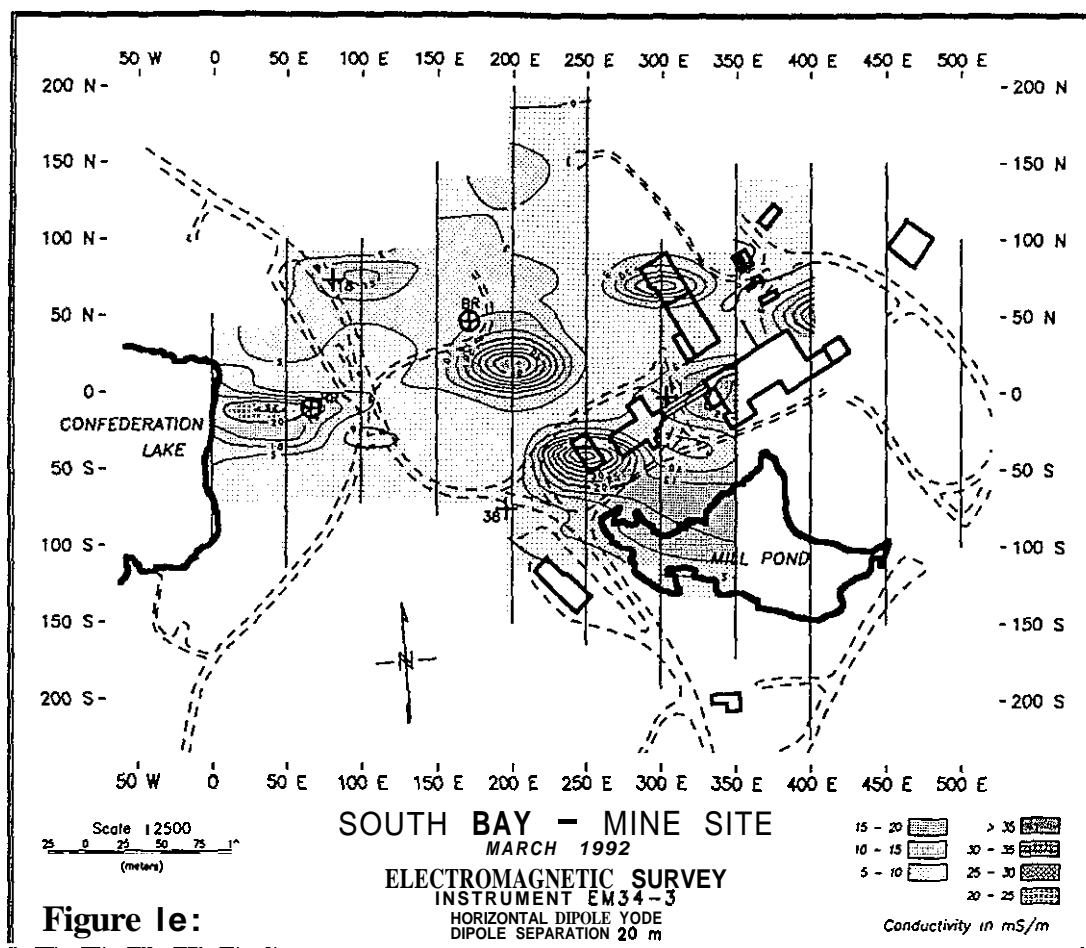 50 W 0 50 E 100 E 150 E 200 E 250 E 300 E 350 E 400 E 450 E 500 E
200 N - - 200 N
150 N - - 150 N
100 N - - 100 N
BR
50 N - - 50 N
0 - - 0
CONFEDERATION
LAKE
50 S - - 50 S
36
100 S - - 100 S
MILL POND
150 S - - 150 S
N
200 S - - 200 S
50 W 0 50 E 100 E 150 E 200 E 250 E 300 E 350 E 400 E 450 E 500 E
Scale 1 2500
25 0 25 50 75
(meters)
SOUTH BAY – MINE SITE
MARCH 1992
ELECTROMAGNETIC SURVEY
INSTRUMENT EM34-3
HORIZONTAL DIPOLE YODE
DIPOLE SEPARATION 20 m
15 - 20 > 35
10 - 15 30 - 35
5 - 10 25 - 30
20 - 25
Conductivity in mS/m
Figure 1e: